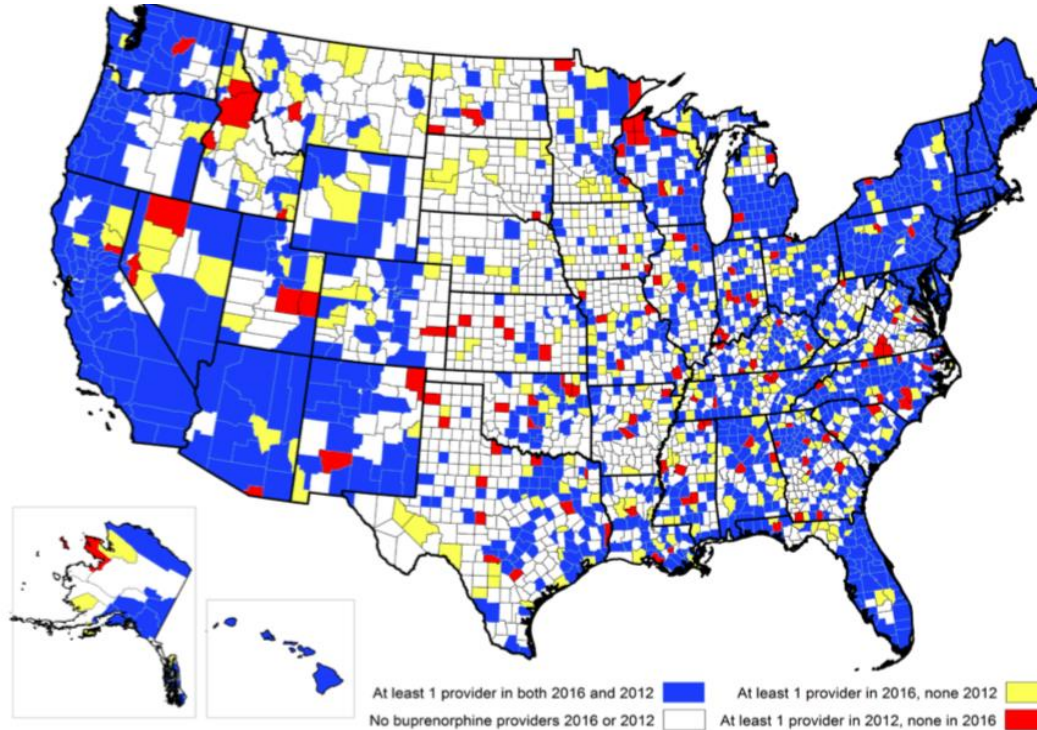 At least 1 provider in both 2016 and 2012
At least 1 provider in 2016, none 2012
No buprenorphine providers 2016 or 2012
At least 1 provider in 2012, none in 2016